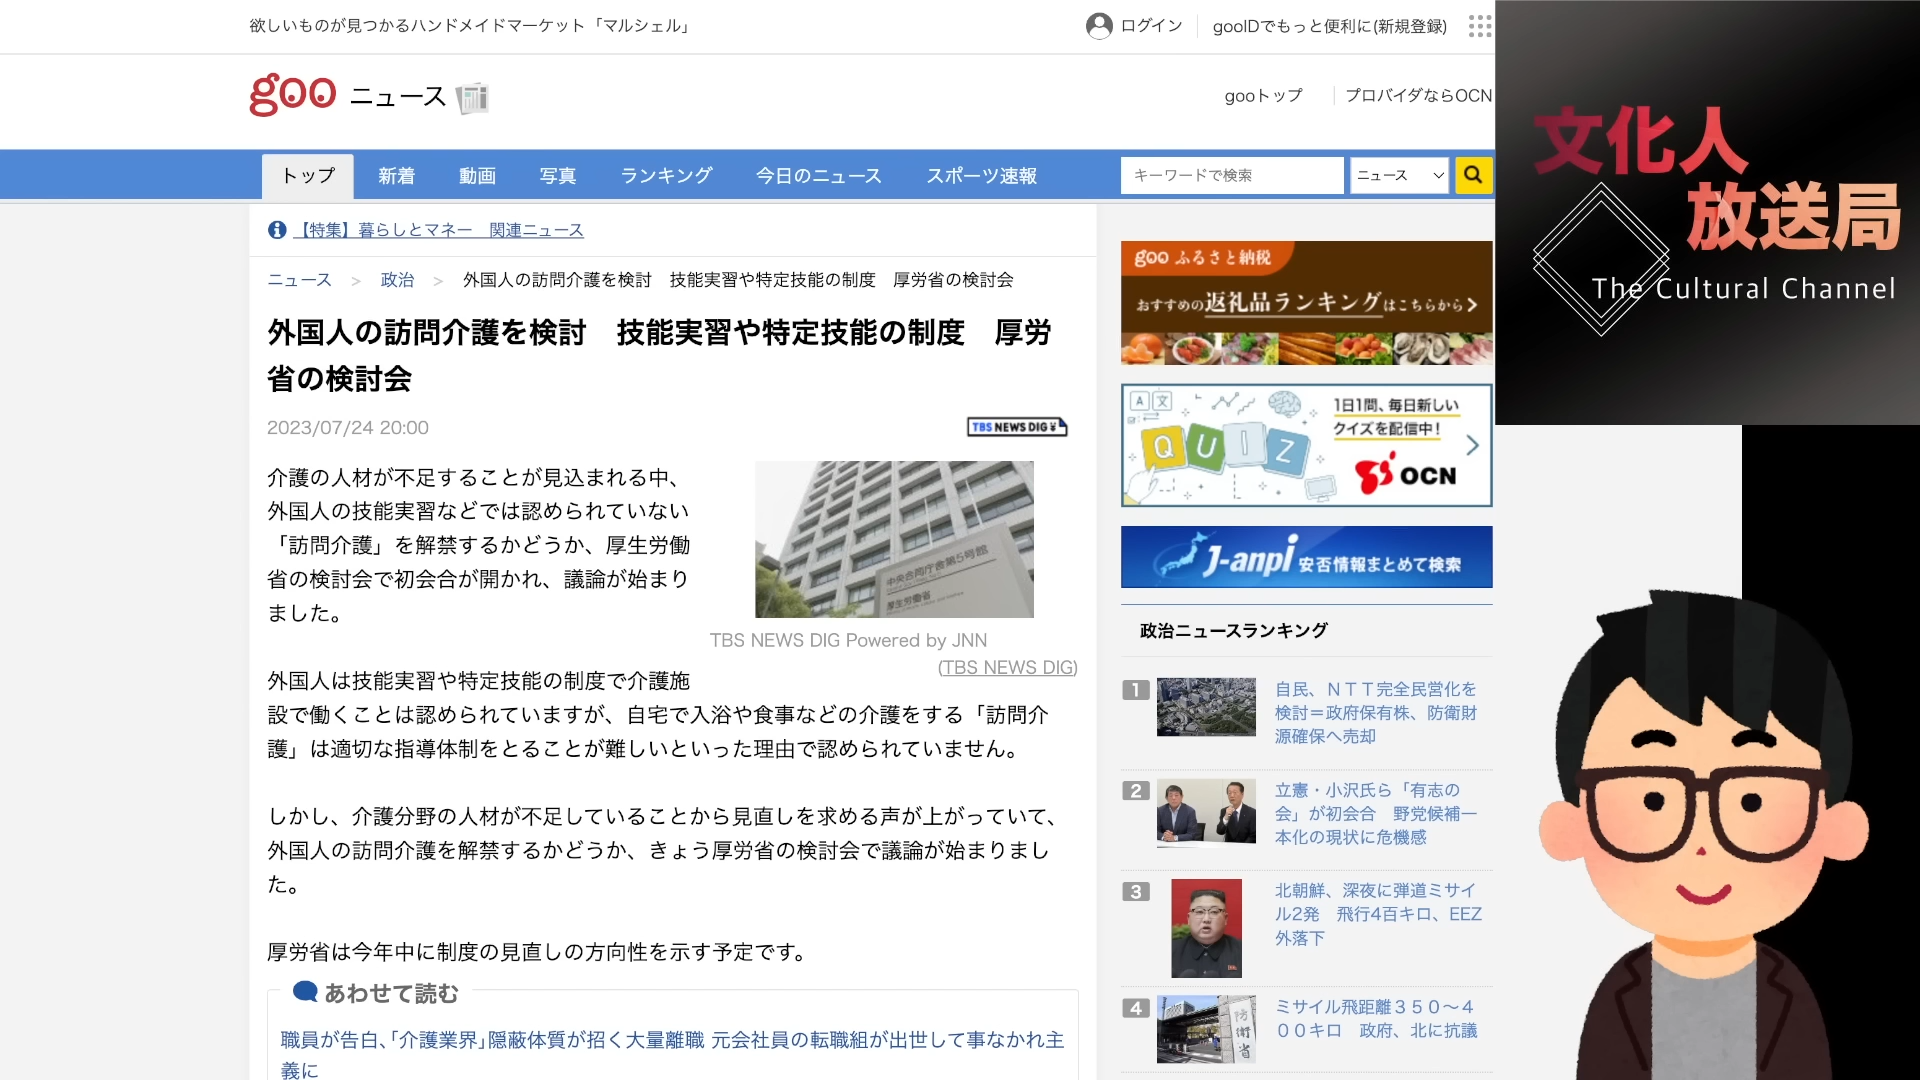 欲しいものが見つかるハンドメイドマーケット「マルシェル」
ログイン
gooIDでもっと便利に(新規登録)
goo ニュース
gooトップ
プロバイダならOCN
トップ 新着 動画 写真 ランキング 今日のニュース スポーツ速報
キーワードで検索
ニュース
【特集】暮らしとマネー　関連ニュース
ニュース > 政治 > 外国人の訪問介護を検討　技能実習や特定技能の制度　厚労省の検討会
外国人の訪問介護を検討　技能実習や特定技能の制度　厚労
省の検討会
2023/07/24 20:00
TBS NEWS DIG
介護の人材が不足することが見込まれる中、
外国人の技能実習などでは認められていない
「訪問介護」を解禁するかどうか、厚生労働
省の検討会で初会合が開かれ、議論が始まり
ました。
中央合同庁舎第5号館
厚生労働省
TBS NEWS DIG Powered by JNN
(TBS NEWS DIG)
外国人は技能実習や特定技能の制度で介護施
設で働くことは認められていますが、自宅で入浴や食事などの介護をする「訪問介
護」は適切な指導体制をとることが難しいといった理由で認められていません。
しかし、介護分野の人材が不足していることから見直しを求める声が上がっていて、
外国人の訪問介護を解禁するかどうか、きょう厚労省の検討会で議論が始まりまし
た。
厚労省は今年中に制度の見直しの方向性を示す予定です。
あわせて読む
職員が告白、「介護業界」隠蔽体質が招く大量離職 元会社員の転職組が出世して事なかれ主
義に
goo ふるさと納税
おすすめの返礼品ランキングはこちらから
A 文
QUIZ
1日1問、毎日新しい
クイズを配信中！
OCN
J-anpi 安否情報まとめて検索
政治ニュースランキング
1
自民、ＮＴＴ完全民営化を
検討＝政府保有株、防衛財
源確保へ売却
2
立憲・小沢氏ら「有志の
会」が初会合　野党候補一
本化の現状に危機感
3
北朝鮮、深夜に弾道ミサイ
ル2発　飛行4百キロ、EEZ
外落下
4
防衛省
ミサイル飛距離３５０～４
００キロ　政府、北に抗議
文化人
放送局
The Cultural Channel